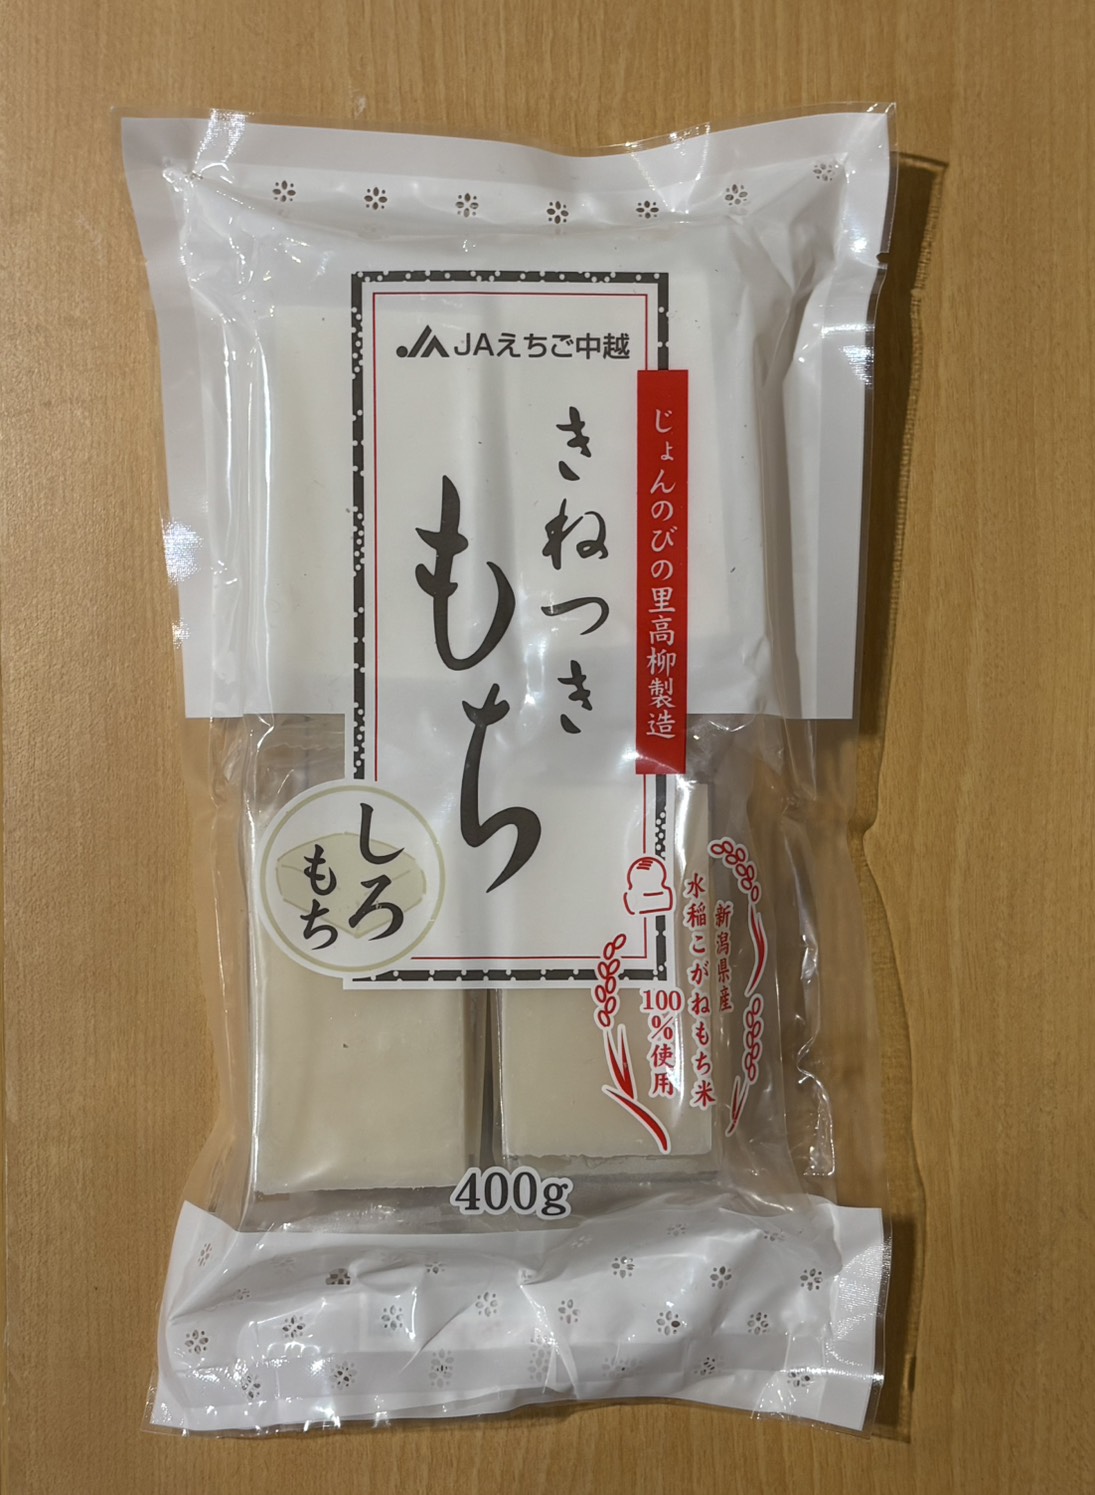 JAえちご中越
じょんのびの里高柳製造
きねつき
もち
しろ
もち
新潟県産
水稲こがねもち米
100%使用
400g